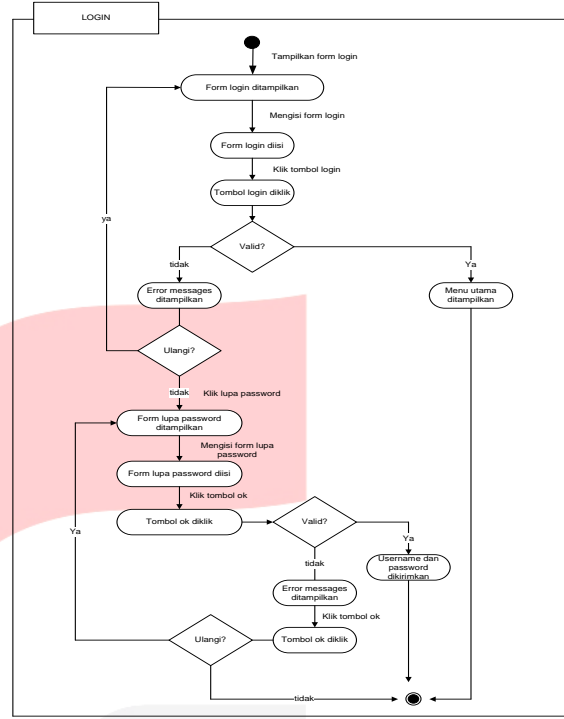 LOGIN
Tampilkan form login
Form login ditampilkan
Mengisi form login
Form login diisi
Klik tombol login
Tombol login diklik
ya
Valid?
tidak
Ya
Error messages
ditampilkan
Menu utama
ditampilkan
Ulangi?
tidak
Klik lupa password
Form lupa password
ditampilkan
Mengisi form lupa
password
Form lupa password diisi
Klik tombol ok
Tombol ok diklik
Valid?
Ya
Ya
tidak
Username dan
password
dikirimkan
Error messages
ditampilkan
Klik tombol ok
Ulangi?
Tombol ok diklik
tidak